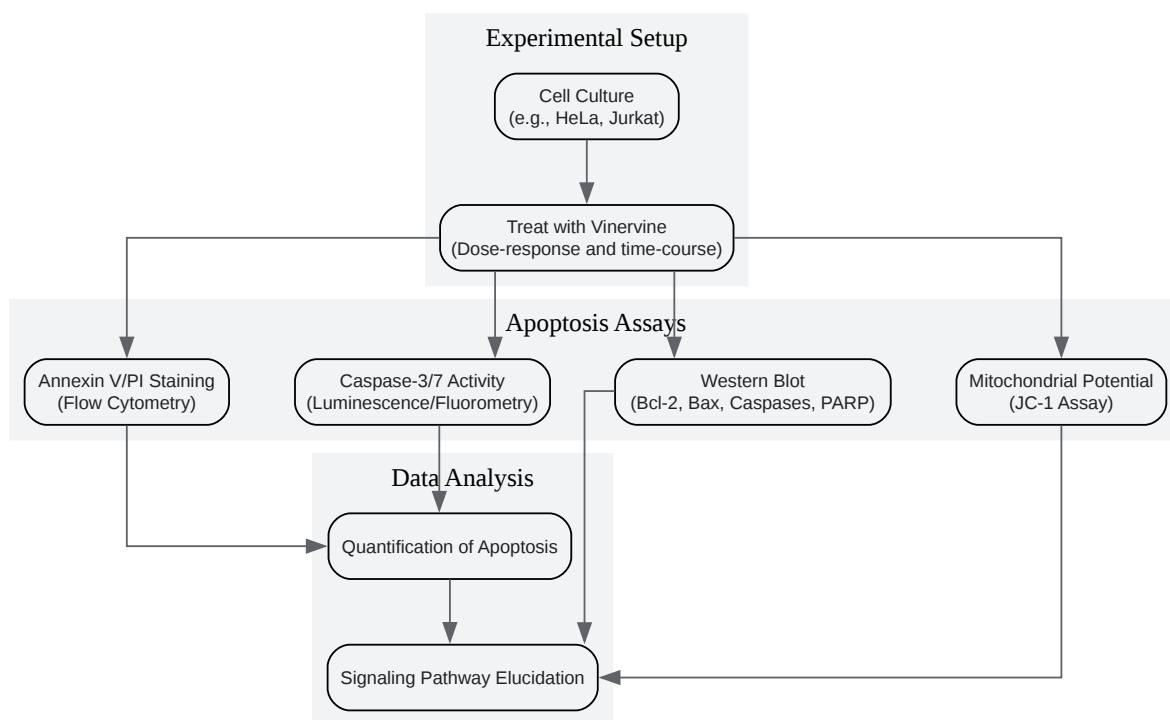 Experimental Setup
Cell Culture
(e.g., HeLa, Jurkat)
Treat with Vinervine
(Dose-response and time-course)
Apoptosis Assays
Annexin V/PI Staining
(Flow Cytometry)
Caspase-3/7 Activity
(Luminescence/Fluorometry)
Western Blot
(Bcl-2, Bax, Caspases, PARP)
Mitochondrial Potential
(JC-1 Assay)
Data Analysis
Quantification of Apoptosis
Signaling Pathway Elucidation